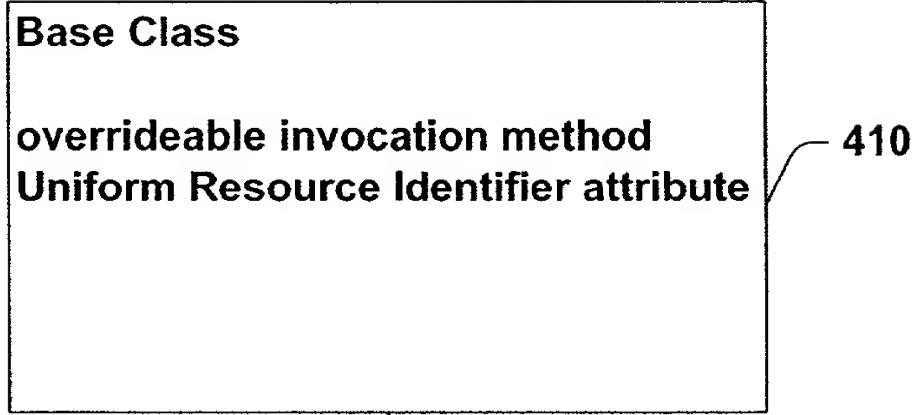 Base Class
overrideable invocation method
Uniform Resource Identifier attribute
410